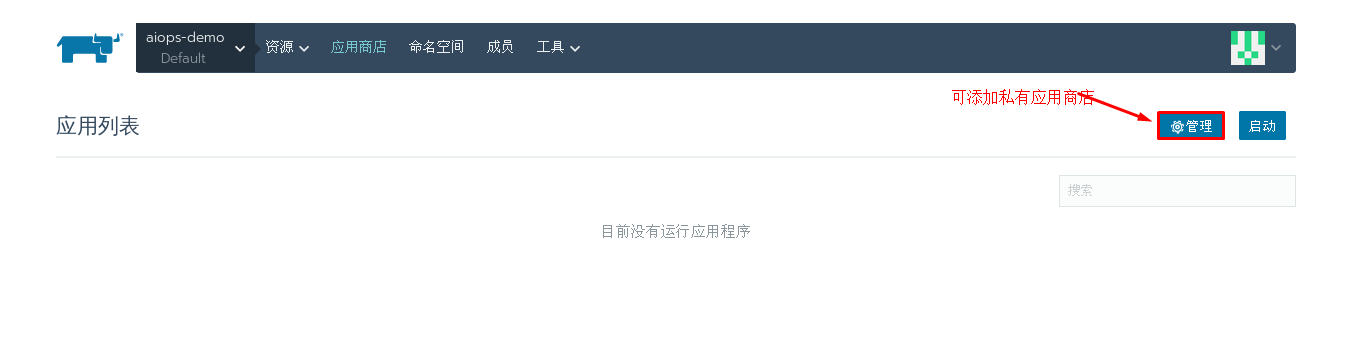 aiops-demo
Default
资源
应用商店
命名空间
成员
工具
可添加私有应用商店
应用列表
管理
启动
搜索
目前没有运行应用程序